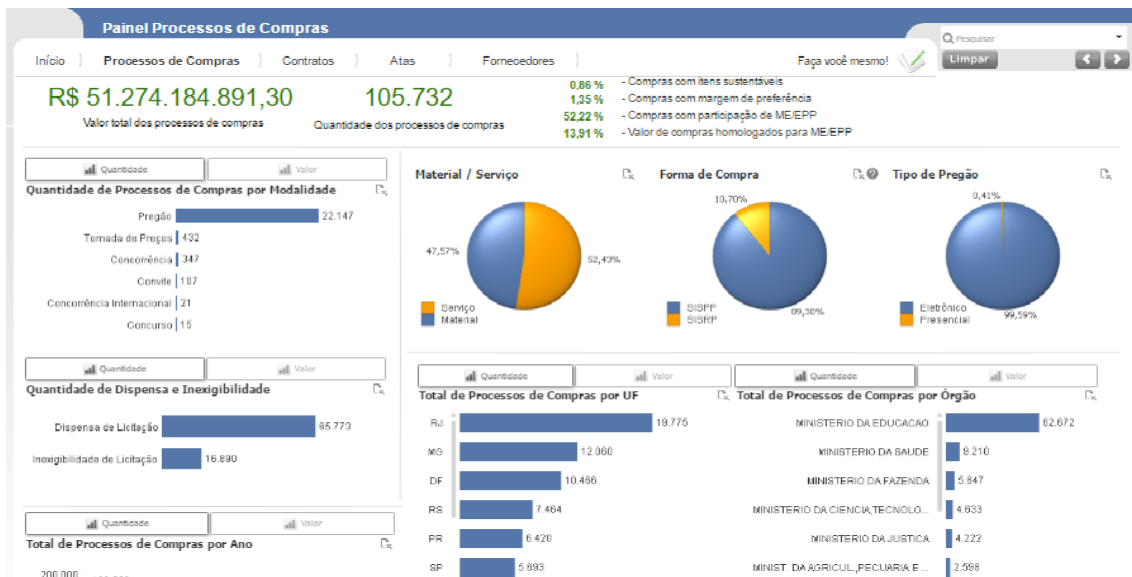 Painel Processos de Compras
Pesquisar
Início
Processos de Compras
Contratos
Atas
Fornecedores
Faça você mesmo!
Limpar
R$ 51.274.184.891,30
Valor total dos processos de compras
105.732
Quantidade dos processos de compras
0,86 % - Compras com itens sustentáveis
1,35 % - Compras com margem de preferência
52,22 % - Compras com participação de ME/EPP
13,91 % - Valor de compras homologados para ME/EPP
Quantidade Valor
Quantidade de Processos de Compras por Modalidade
Pregão 22.147
Tomada de Preços 432
Concorrência 347
Convite 107
Concorrência Internacional 21
Concurso 15
Material / Serviço
47,57%
52,43%
Serviço
Material
Forma de Compra
10,70%
89,30%
SISPP
SISRP
Tipo de Pregão
0,41%
99,59%
Eletrônico
Presencial
Quantidade Valor
Quantidade de Dispensa e Inexigibilidade
Dispensa de Licitação 65.773
Inexigibilidade de Licitação 16.890
Quantidade Valor
Total de Processos de Compras por Ano
200.000
Quantidade Valor
Total de Processos de Compras por UF
RJ 19.775
MG 12.060
DF 10.466
RS 7.464
PR 6.420
SP 5.693
Quantidade Valor
Total de Processos de Compras por Órgão
MINISTERIO DA EDUCACAO 62.672
MINISTERIO DA SAUDE 9.210
MINISTERIO DA FAZENDA 5.847
MINISTERIO DA CIENCIA,TECNOLO... 4.633
MINISTERIO DA JUSTICA 4.222
MINIST. DA AGRICUL.,PECUARIA E ... 2.598